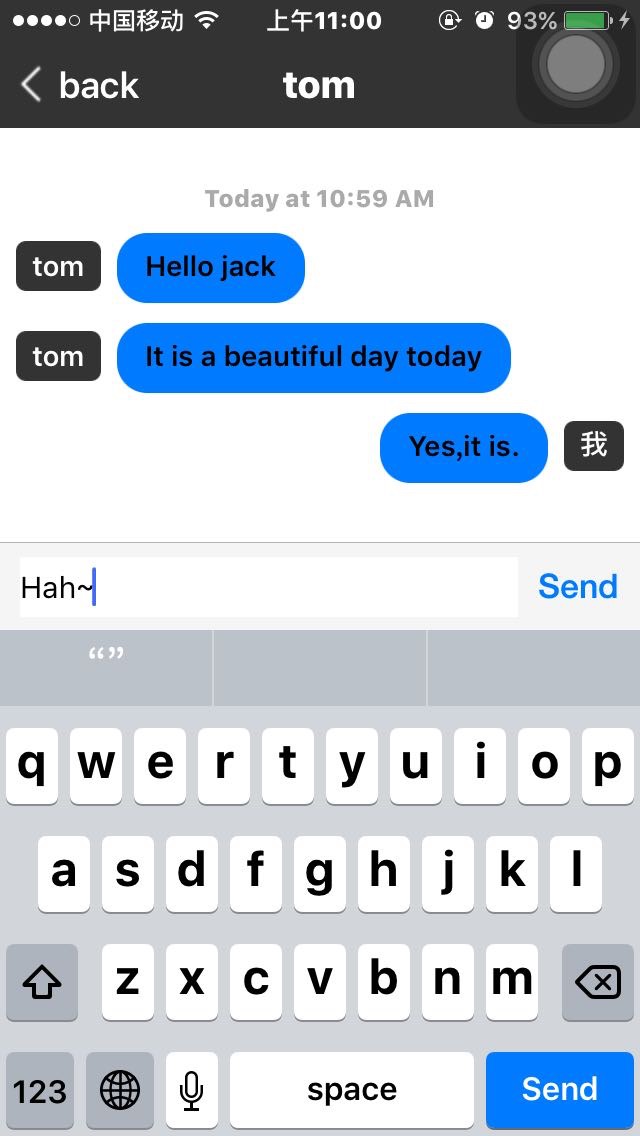 中国移动 上午11:00 93%
back tom
Today at 10:59 AM
tom Hello jack
tom It is a beautiful day today
Yes,it is. 我
Hah~ Send
“”
q w e r t y u i o p
a s d f g h j k l
z x c v b n m
123 space Send